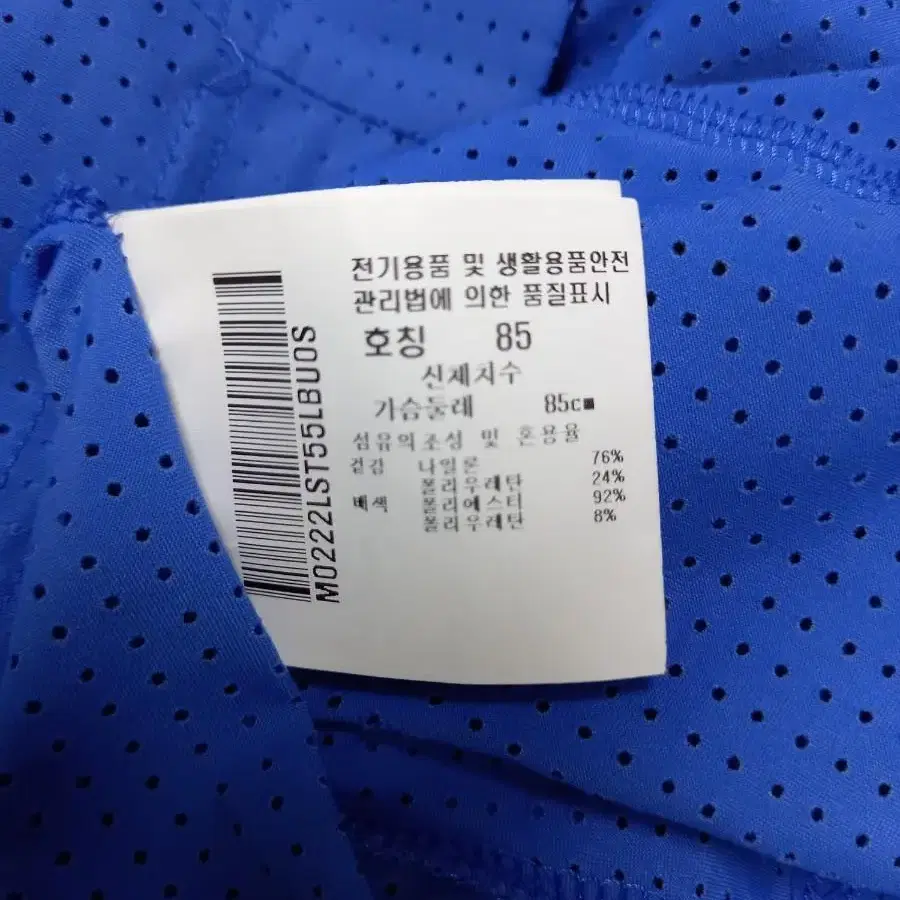 전기용품 및 생활용품안전
관리법에 의한 품질표시
호칭 85
신체치수
가슴둘레 85c■
섬유의조성 및 혼용율
겉감 나일론 76%
폴리우레탄 24%
배색 폴리에스터 92%
폴리우레탄 8%
M0222LST55LBU0S